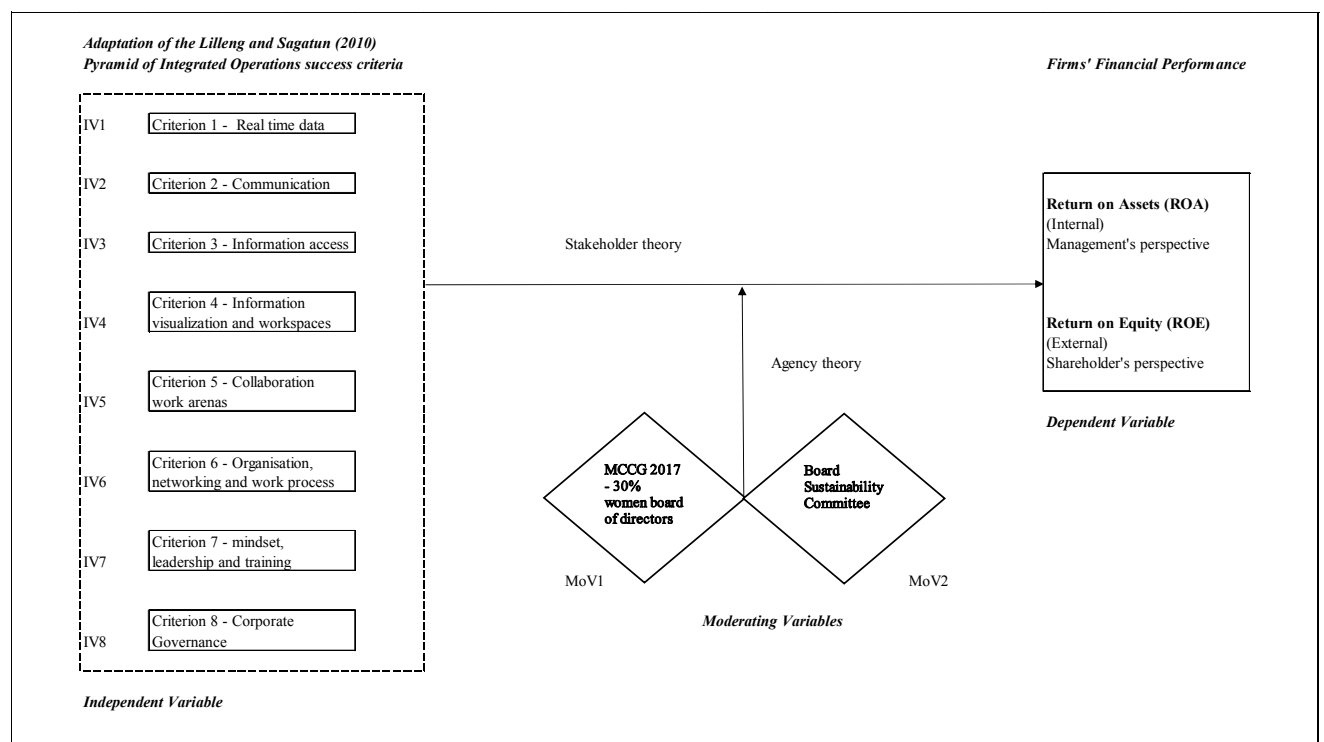 Adaptation of the Lilleng and Sagatun (2010)
Pyramid of Integrated Operations success criteria
Firms' Financial Performance
IV1
Criterion 1 -  Real time data
IV2
Criterion 2 - Communication
IV3
Criterion 3 - Information access
IV4
Criterion 4 - Information
visualization and workspaces
IV5
Criterion 5 - Collaboration
work arenas
IV6
Criterion 6 - Organisation,
networking and work process
IV7
Criterion 7 - mindset,
leadership and training
IV8
Criterion 8 - Corporate
Governance
Independent Variable
Stakeholder theory
Agency theory
MCCG 2017
- 30%
women board
of directors
MoV1
Board
Sustainability
Committee
MoV2
Moderating Variables
Return on Assets (ROA)
(Internal)
Management's perspective
Return on Equity (ROE)
(External)
Shareholder's perspective
Dependent Variable